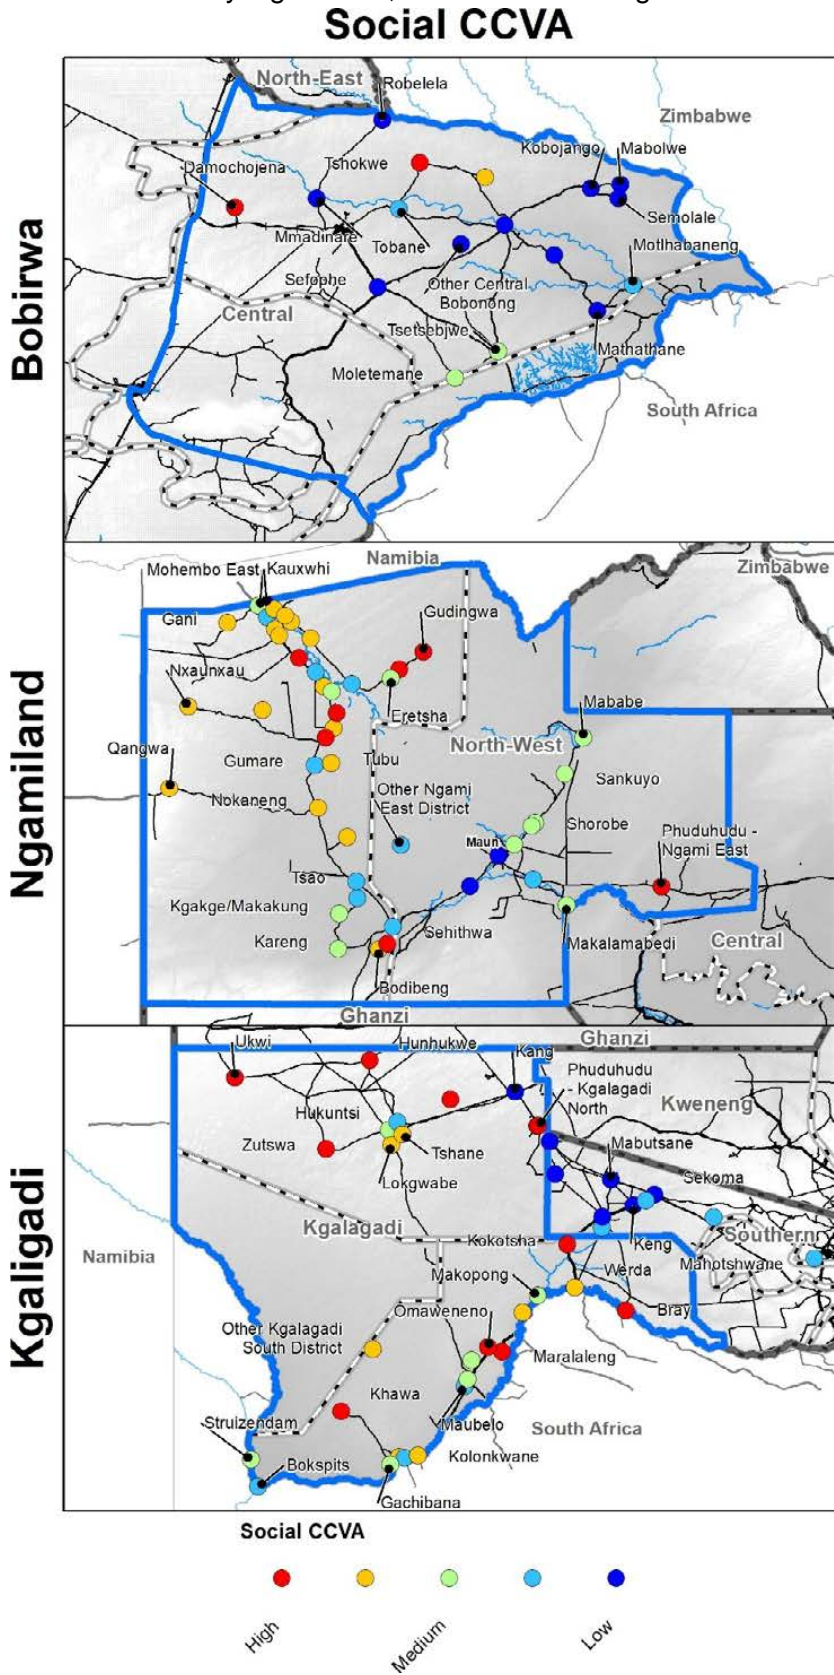 Social CCVA
Bobirwa
North-East
Robelela
Zimbabwe
Kobojango
Mabolwe
Damochojena
Tshokwe
Semolale
Mmadinare
Tobane
Motlhabaneng
Sefophe
Other Central
Bobonong
Central
Tsetsebjwe
Mathathane
Moletemane
South Africa
Ngamiland
Mohembo East
Kauxwhi
Namibia
Zimbabwe
Gani
Gudingwa
Nxaunxau
Mababe
Eretsha
Qangwa
North-West
Gumare
Tubu
Sankuyo
Nokaneng
Other Ngami
East District
Shorobe
Phuduhudu -
Ngami East
Maun
Tsao
Kgakge/Makakung
Sehithwa
Kareng
Makalamabedi
Central
Bodibeng
Ghanzi
Kgaligadi
Ukwi
Hunhukwe
Kang
Ghanzi
Phuduhudu
- Kgalagadi
North
Kweneng
Hukuntsi
Zutswa
Tshane
Mabutsane
Lokgwabe
Sekoma
Kgalagadi
Namibia
Kokotsha
Keng
Southern
Makopong
Werda
Mahotshwane
Omaweneno
Bray
Other Kgalagadi
South District
Maralaleng
Khawa
Struizendam
Maubelo
South Africa
Bokspits
Kolonkwane
Gachibana
Social CCVA
High
Medium
Low